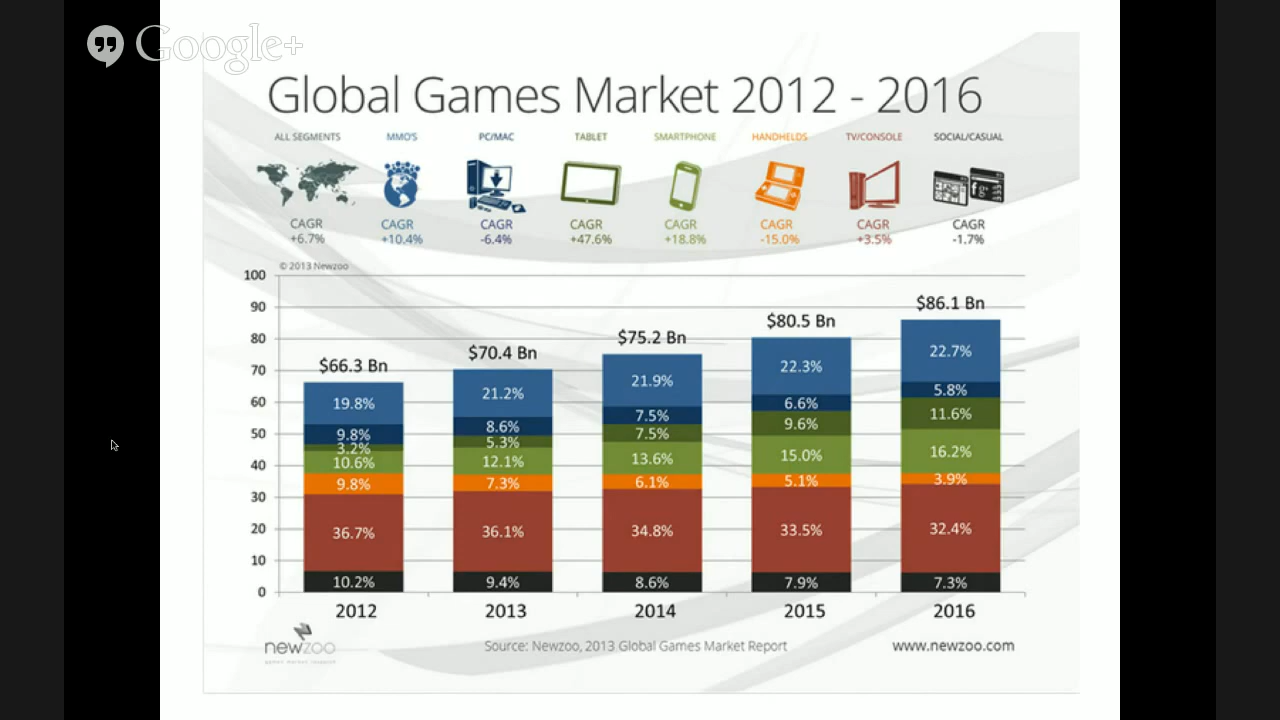 Google+
Global Games Market 2012 - 2016
ALL SEGMENTS MMO'S PC/MAC TABLET SMARTPHONE HANDHELDS TV/CONSOLE SOCIAL/CASUAL
CAGR CAGR CAGR CAGR CAGR CAGR CAGR CAGR
+6.7% +10.4% -6.4% +47.6% +18.8% -15.0% +3.5% -1.7%
© 2013 Newzoo
100
90
80
70
60
50
40
30
20
10
0
$66.3 Bn
19.8%
9.8%
3.2%
10.6%
9.8%
36.7%
10.2%
$70.4 Bn
21.2%
8.6%
5.3%
12.1%
7.3%
36.1%
9.4%
$75.2 Bn
21.9%
7.5%
7.5%
13.6%
6.1%
34.8%
8.6%
$80.5 Bn
22.3%
6.6%
9.6%
15.0%
5.1%
33.5%
7.9%
$86.1 Bn
22.7%
5.8%
11.6%
16.2%
3.9%
32.4%
7.3%
2012 2013 2014 2015 2016
newzoo
games market research
Source: Newzoo, 2013 Global Games Market Report
www.newzoo.com